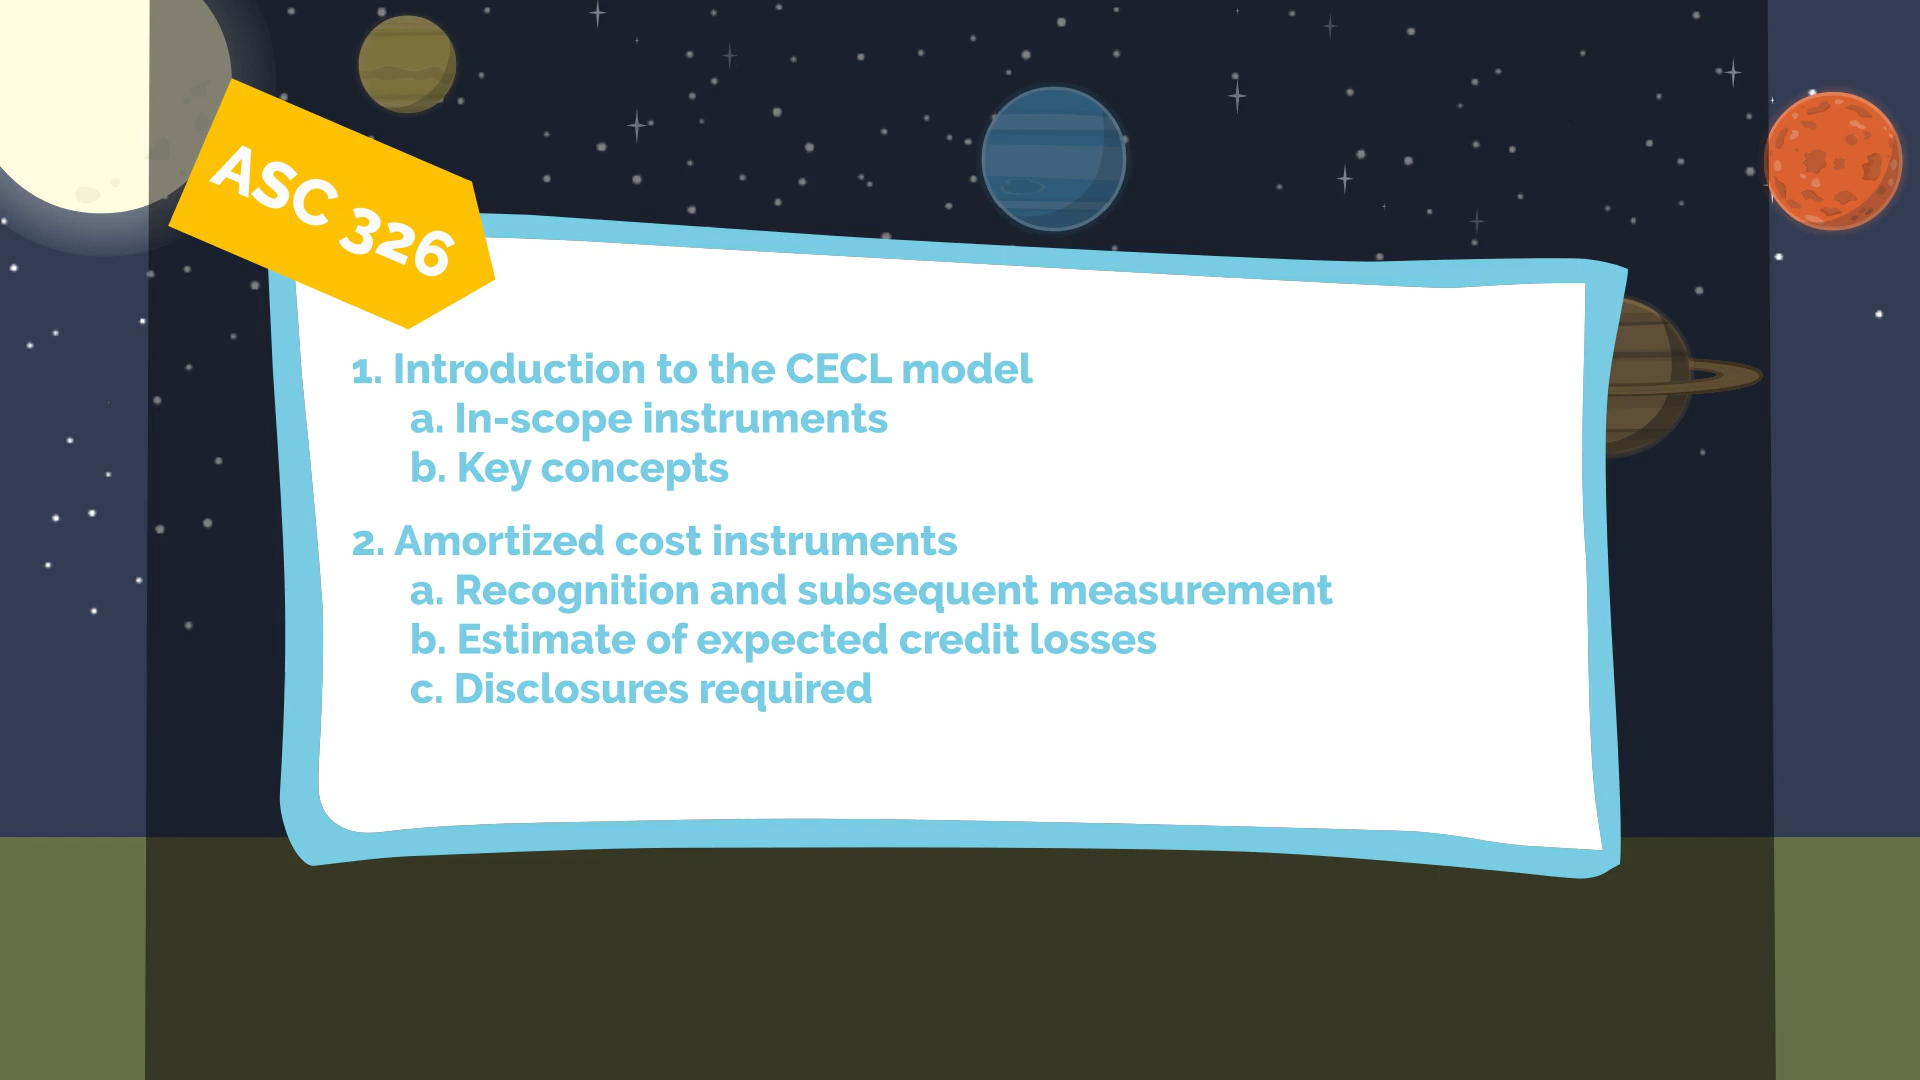 ASC 326
1. Introduction to the CECL model
a. In-scope instruments
b. Key concepts
2. Amortized cost instruments
a. Recognition and subsequent measurement
b. Estimate of expected credit losses
c. Disclosures required